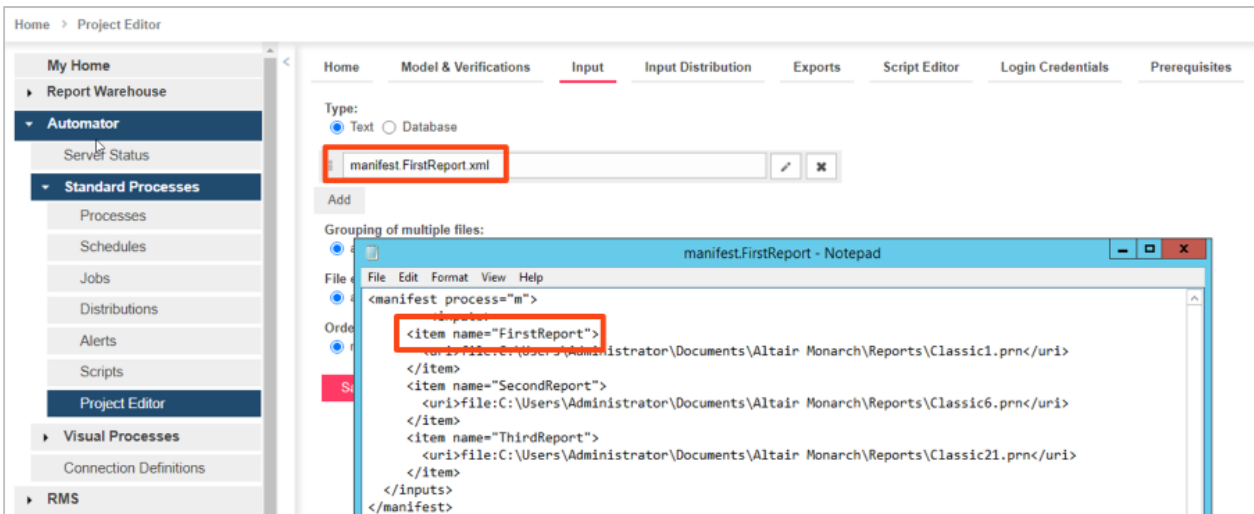 Home > Project Editor
My Home
Report Warehouse
Automator
Server Status
Standard Processes
Processes
Schedules
Jobs
Distributions
Alerts
Scripts
Project Editor
Visual Processes
Connection Definitions
RMS
Home Model & Verifications Input Input Distribution Exports Script Editor Login Credentials Prerequisites
Type:
Text Database
manifest.FirstReport.xml
Add
Grouping of multiple files:
manifest.FirstReport - Notepad
File Edit Format View Help
<manifest process="m">
<inputs>
<item name="FirstReport">
<uri>file:C:\Users\Administrator\Documents\Altair Monarch\Reports\Classic1.prn</uri>
</item>
<item name="SecondReport">
<uri>file:C:\Users\Administrator\Documents\Altair Monarch\Reports\Classic6.prn</uri>
</item>
<item name="ThirdReport">
<uri>file:C:\Users\Administrator\Documents\Altair Monarch\Reports\Classic21.prn</uri>
</item>
</inputs>
</manifest>